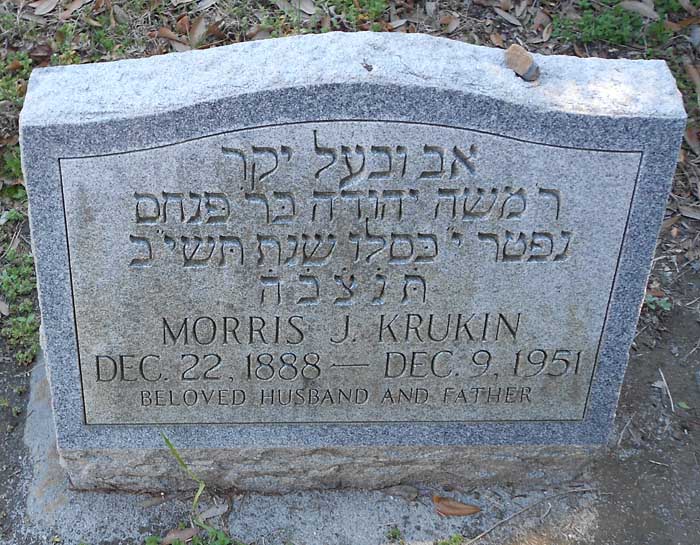 אב ובעל יקר
ר משה יהודה בר פנחס
נפטר י" כסלו שנת תשי"ב
ת נ צ ב ה
MORRIS J. KRUKIN
DEC. 22, 1888 — DEC. 9, 1951
BELOVED HUSBAND AND FATHER